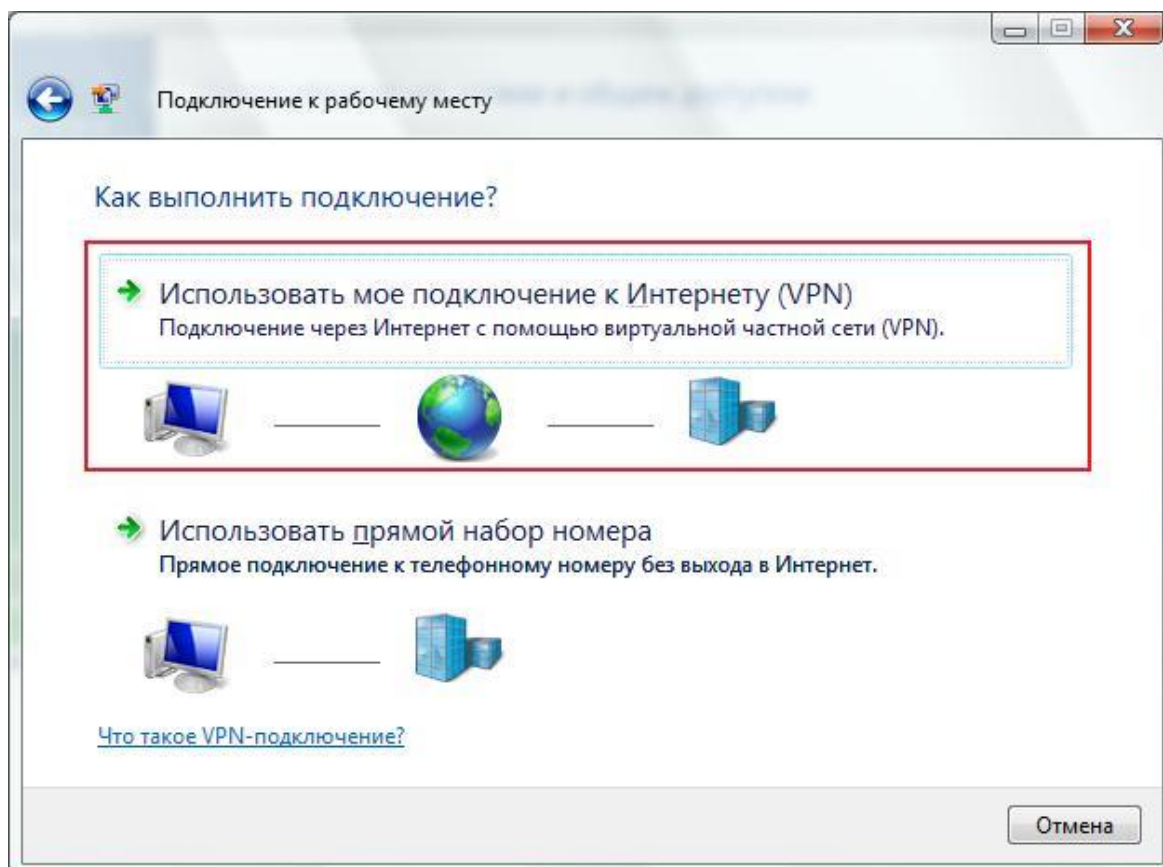 Подключение к рабочему месту
Как выполнить подключение?
Использовать мое подключение к Интернету (VPN)
Подключение через Интернет с помощью виртуальной частной сети (VPN).
Использовать прямой набор номера
Прямое подключение к телефонному номеру без выхода в Интернет.
Что такое VPN-подключение?
Отмена